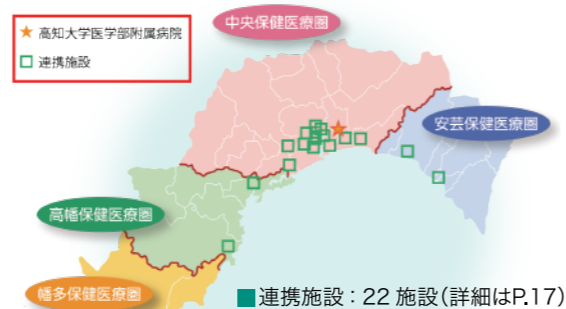 中央保健医療圏
★ 高知大学医学部附属病院
□ 連携施設
安芸保健医療圏
高幡保健医療圏
幡多保健医療圏
■連携施設：22 施設（詳細はP.17）